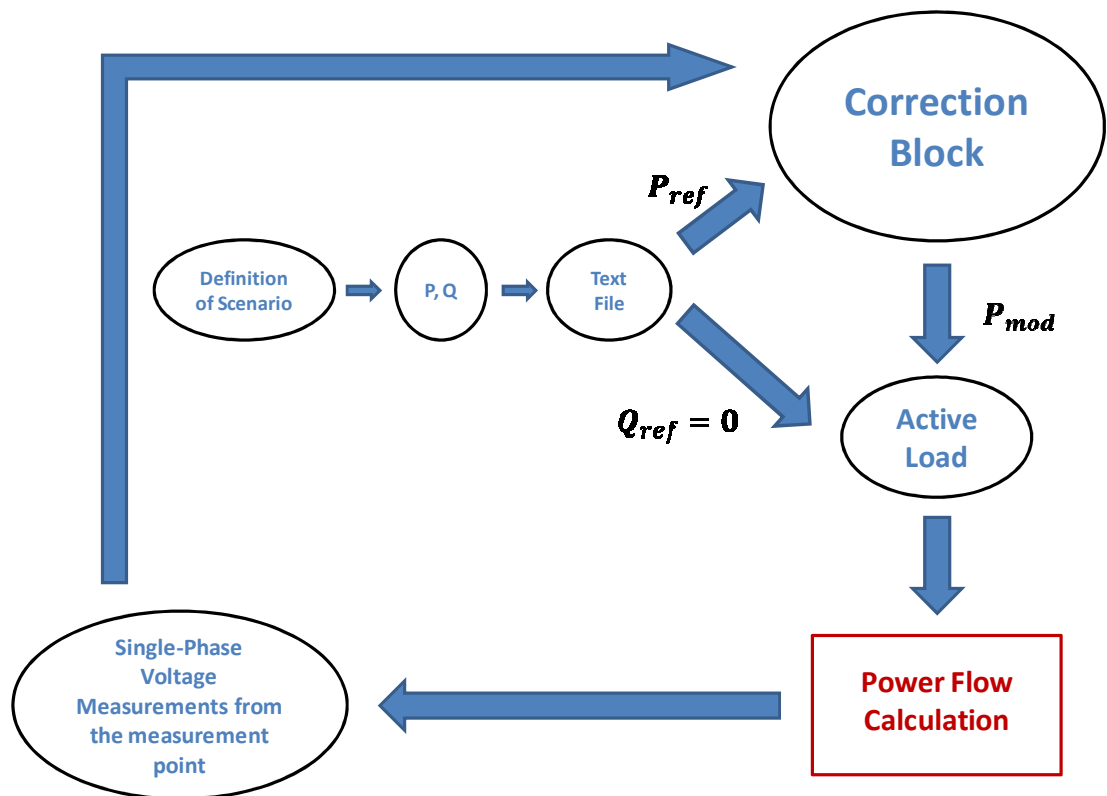 Correction
Block
P_ref
Definition
of Scenario
P, Q
Text
File
P_mod
Q_ref = 0
Active
Load
Single-Phase
Voltage
Measurements from
the measurement
point
Power Flow
Calculation